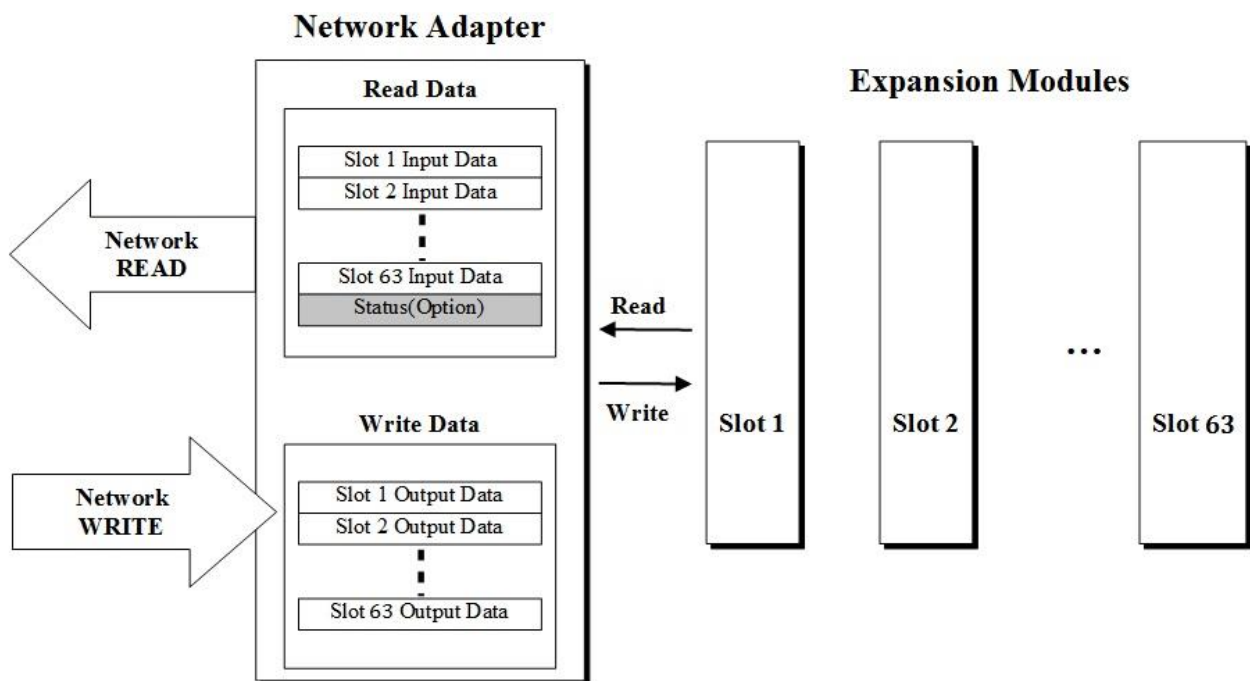 Network Adapter
Read Data
Slot 1 Input Data
Slot 2 Input Data
Slot 63 Input Data
Status(Option)
Network
READ
Write Data
Slot 1 Output Data
Slot 2 Output Data
Slot 63 Output Data
Network
WRITE
Read
Write
Expansion Modules
Slot 1
Slot 2
...
Slot 63